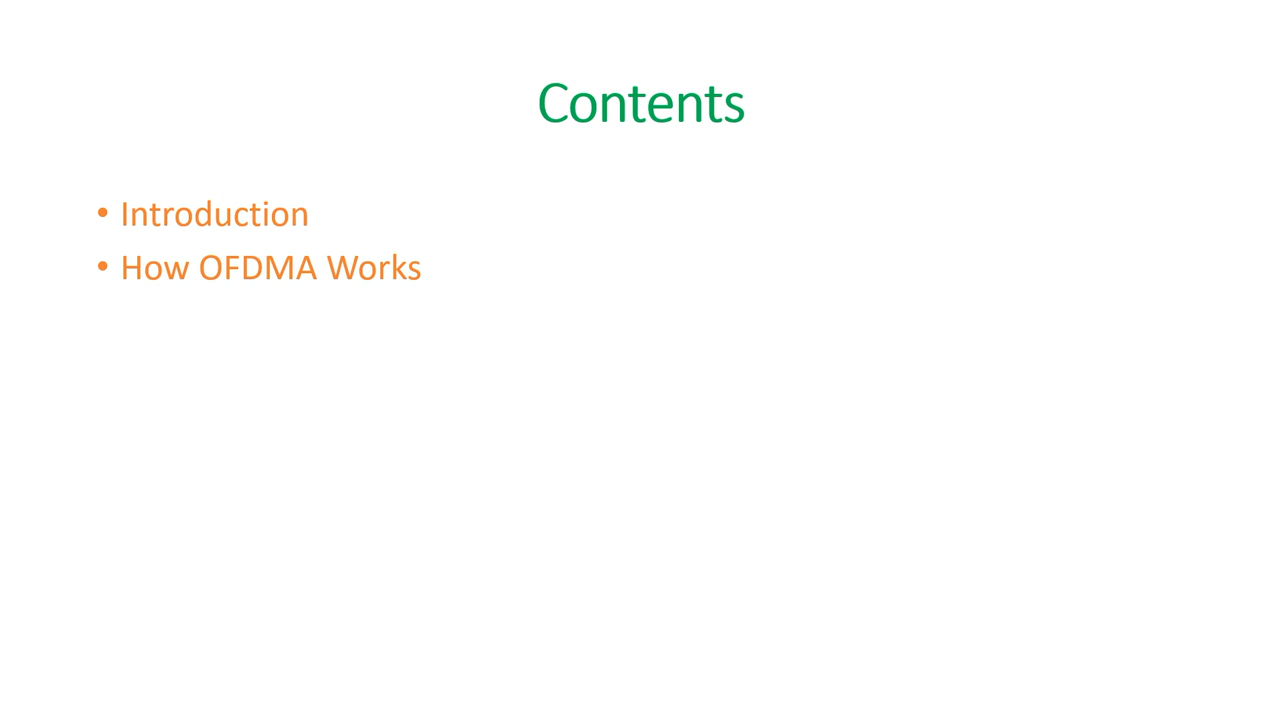 Contents
• Introduction
• How OFDMA Works